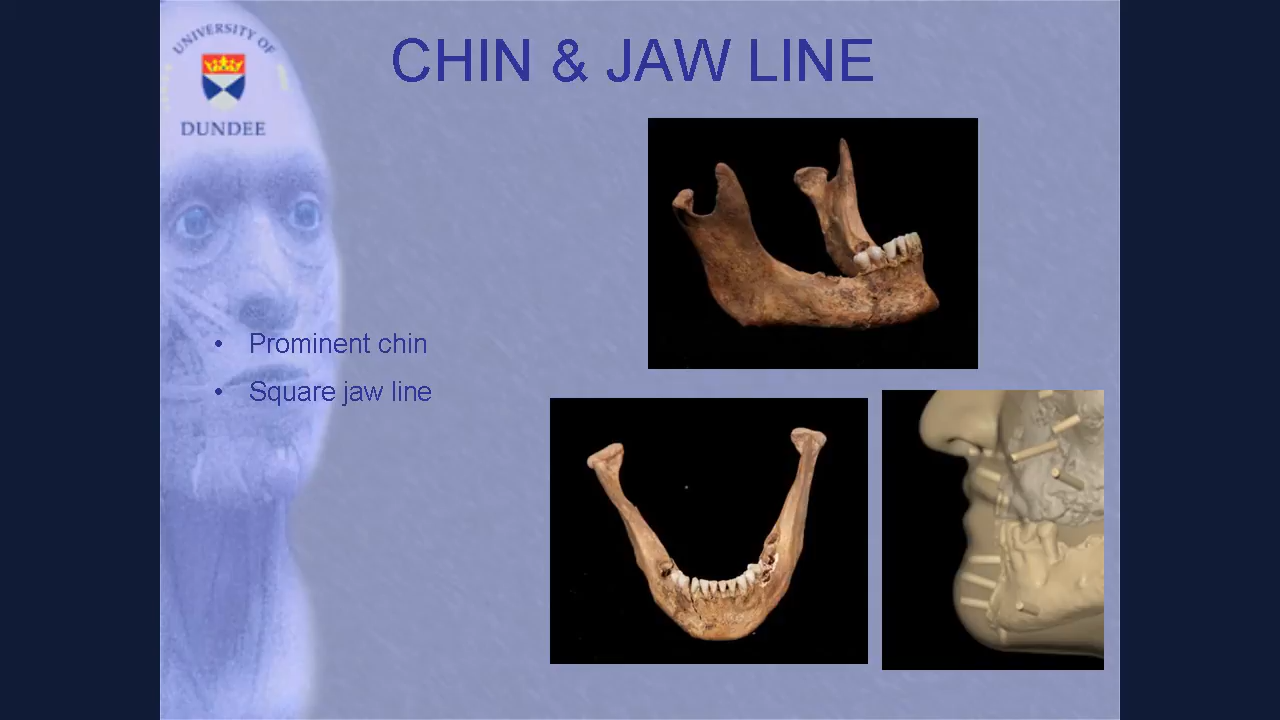 UNIVERSITY OF
DUNDEE
CHIN & JAW LINE
• Prominent chin
• Square jaw line